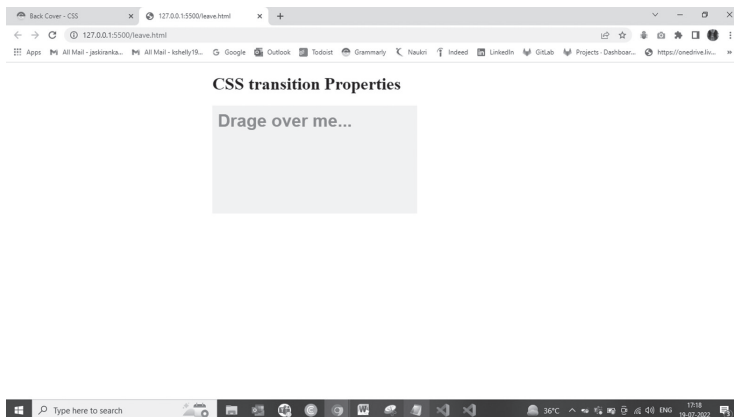 Back Cover - CSS
127.0.0.1:5500/leave.html
127.0.0.1:5500/leave.html
Apps
All Mail - jaskiranka...
All Mail - kshelly19...
Google
Outlook
Todoist
Grammarly
Naukri
Indeed
LinkedIn
GitLab
Projects · Dashboar...
https://onedrive.liv...
CSS transition Properties
Drage over me...
Type here to search
36°C
ENG
17:18
19-07-2022